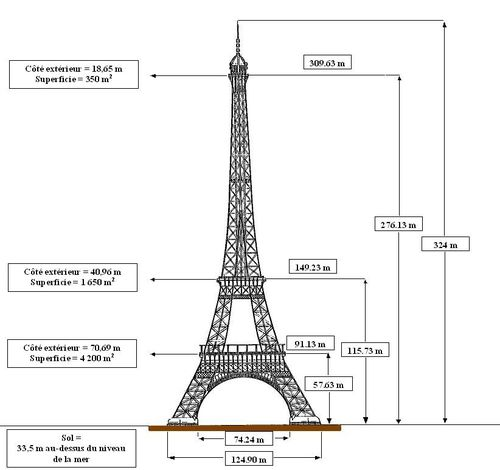 309.63 m
Côté extérieur = 18,65 m
Superficie = 350 m²
276.13 m
324 m
149.23 m
Côté extérieur = 40,96 m
Superficie = 1 650 m²
91.13 m
115.73 m
Côté extérieur = 70,69 m
Superficie = 4 200 m²
57.63 m
Sol =
33,5 m au-dessus du niveau
de la mer
74.24 m
124.90 m